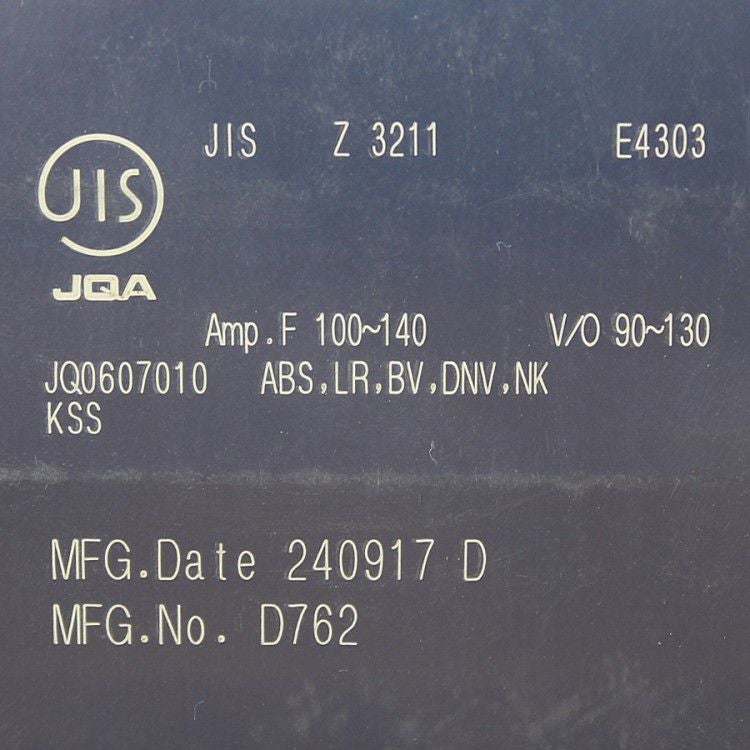 JIS Z 3211 E4303
JIS
JQA
Amp.F 100~140 V/O 90~130
JQ0607010 ABS,LR,BV,DNV,NK
KSS
MFG.Date 240917 D
MFG.No. D762